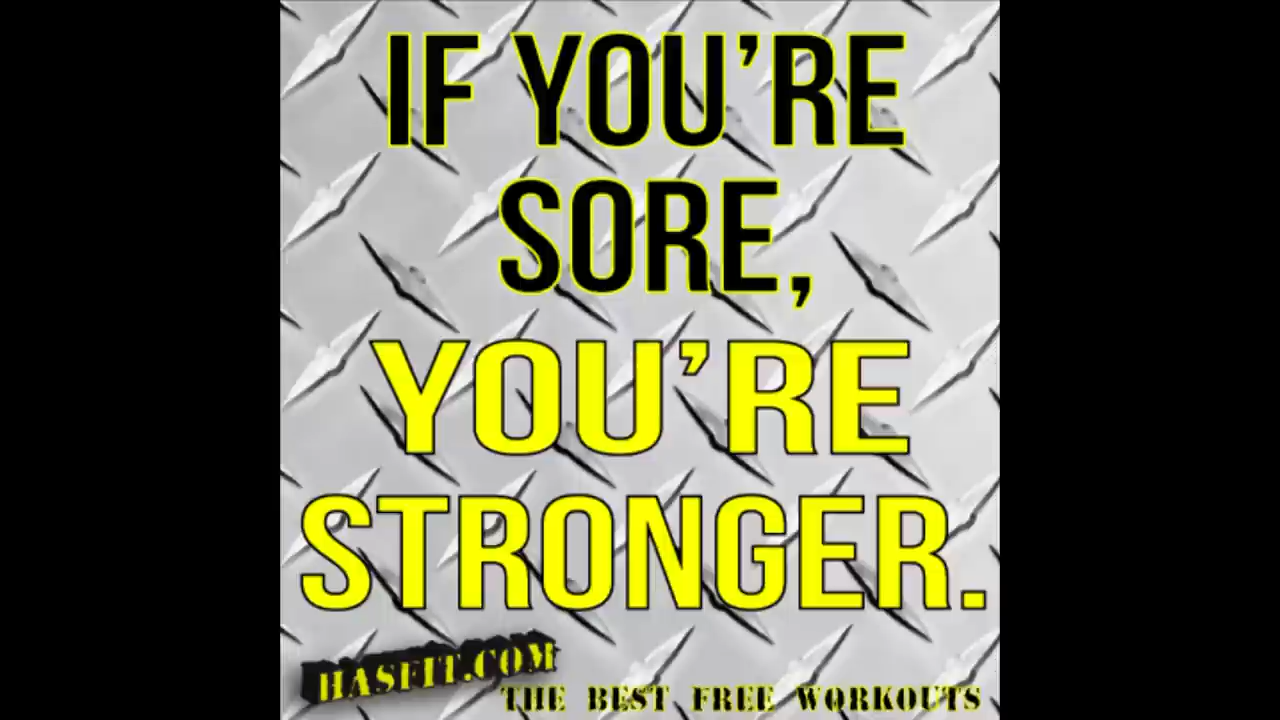 IF YOU'RE
SORE,
YOU'RE
STRONGER.
HASFIT.COM
THE BEST FREE WORKOUTS